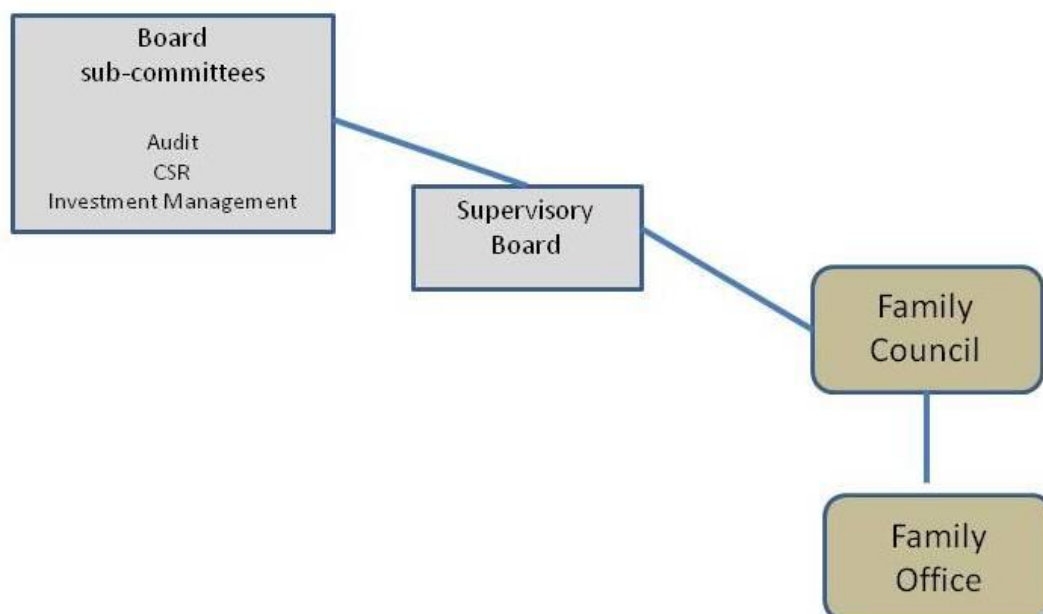 Board
sub-committees
Audit
CSR
Investment Management
Supervisory
Board
Family
Council
Family
Office